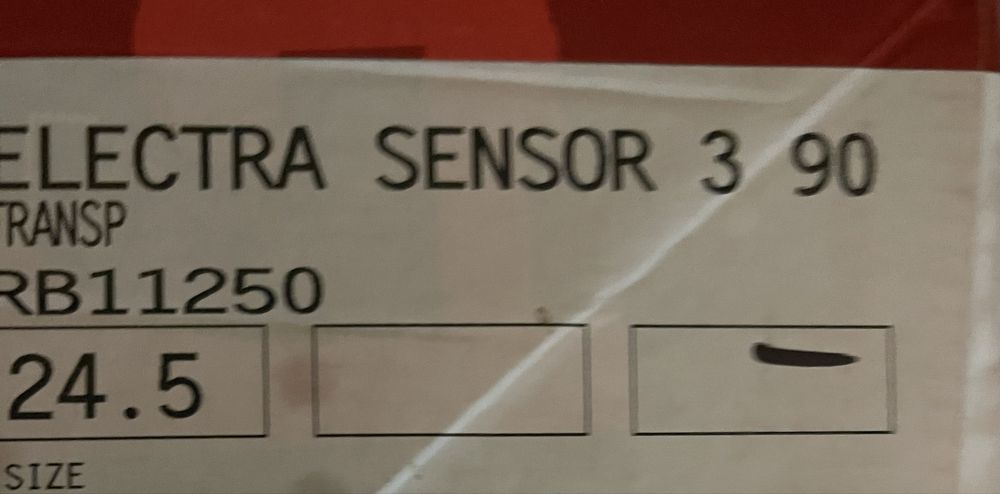 ELECTRA SENSOR 3 90
TRANSP
RB11250
24.5
SIZE